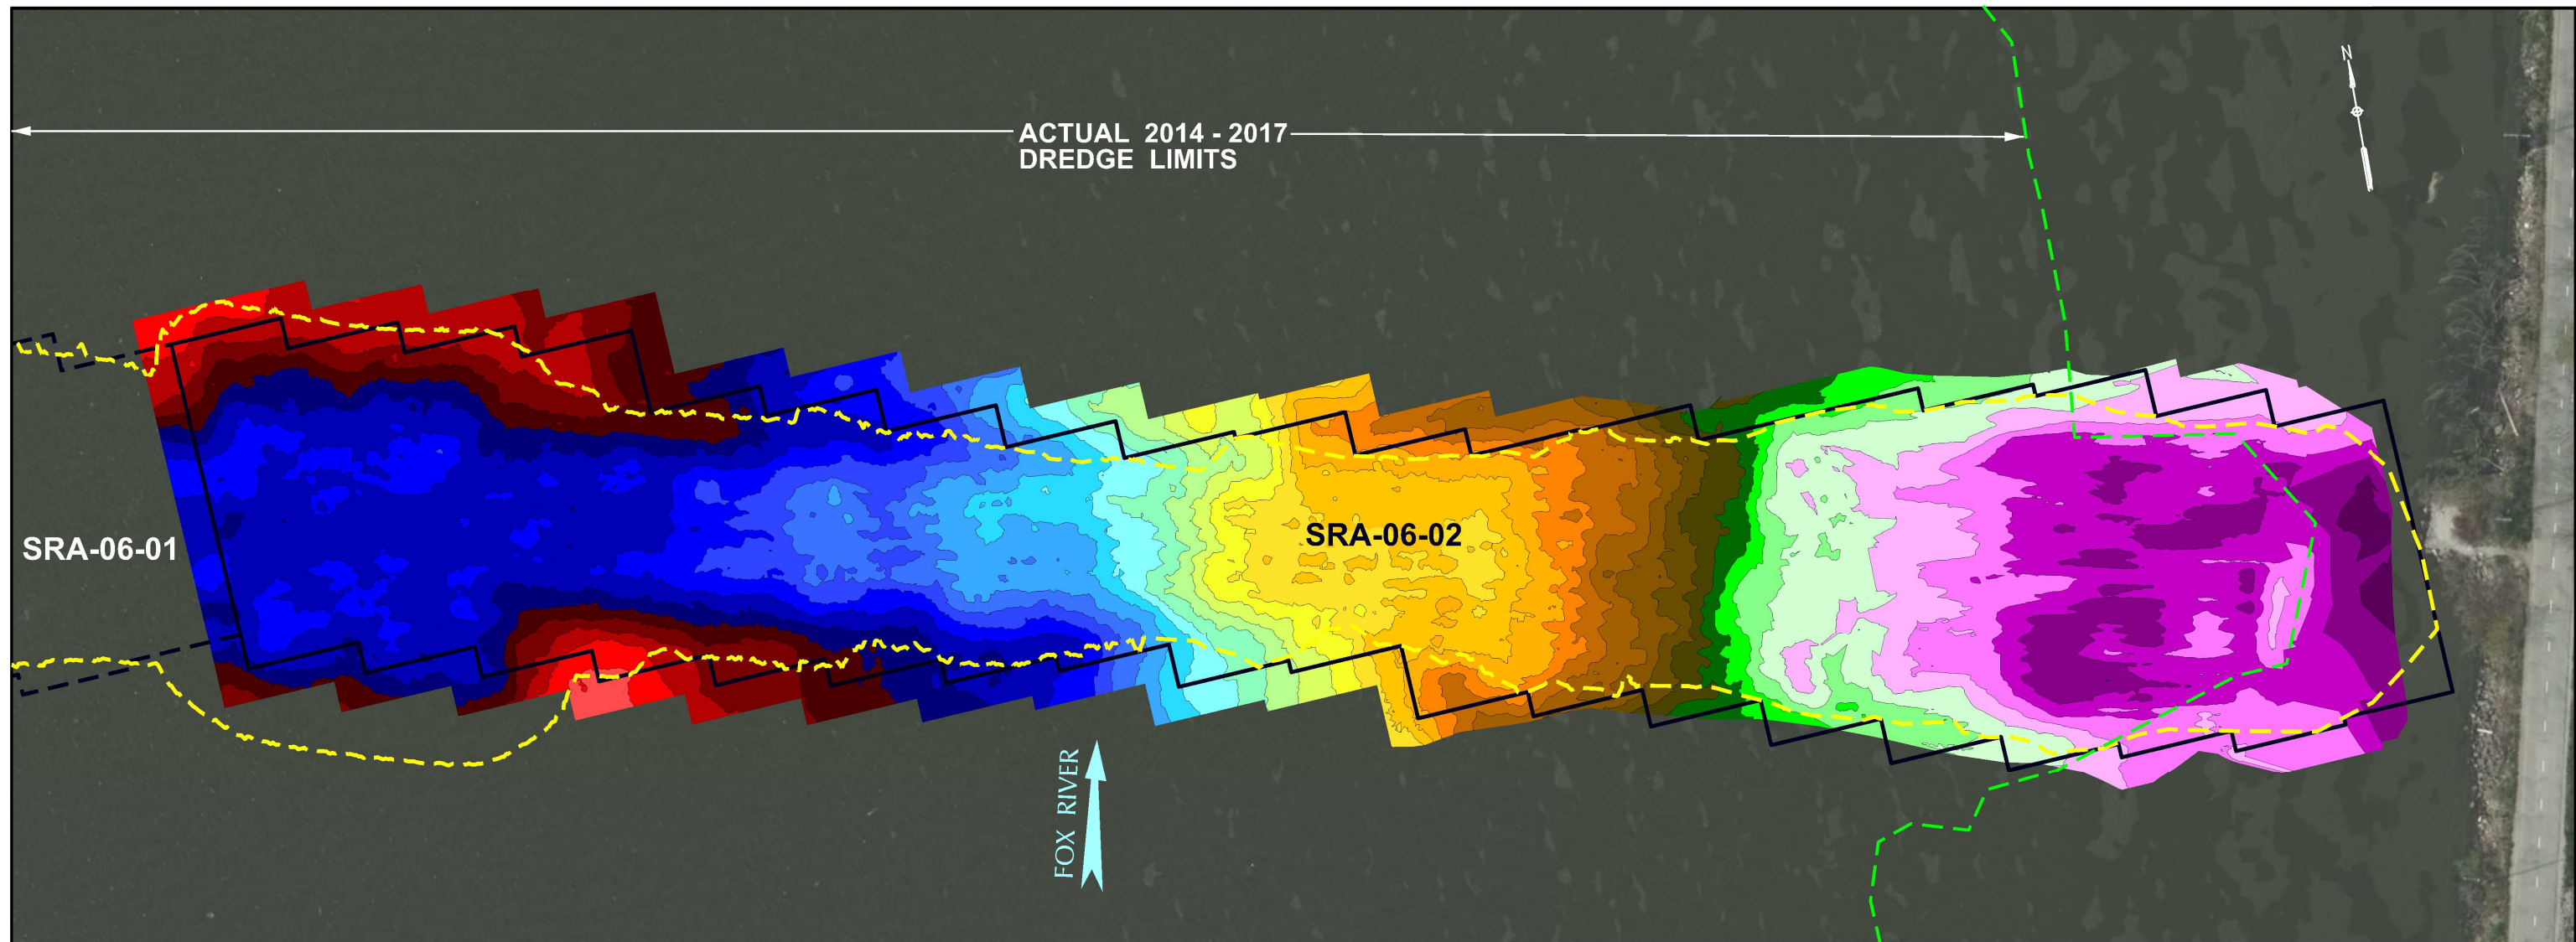 N
ACTUAL 2014 - 2017
DREDGE LIMITS
SRA-06-02
SRA-06-01
FOX RIVER